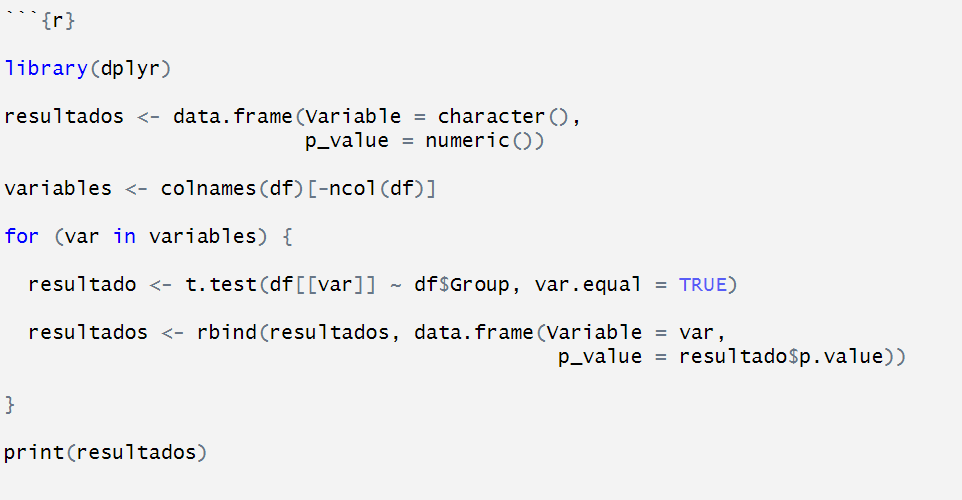 ```{r}
library(dplyr)
resultados <- data.frame(Variable = character(),
                         p_value = numeric())
variables <- colnames(df)[-ncol(df)]
for (var in variables) {
  resultado <- t.test(df[[var]] ~ df$Group, var.equal = TRUE)
  resultados <- rbind(resultados, data.frame(Variable = var,
                                              p_value = resultado$p.value))
}
print(resultados)